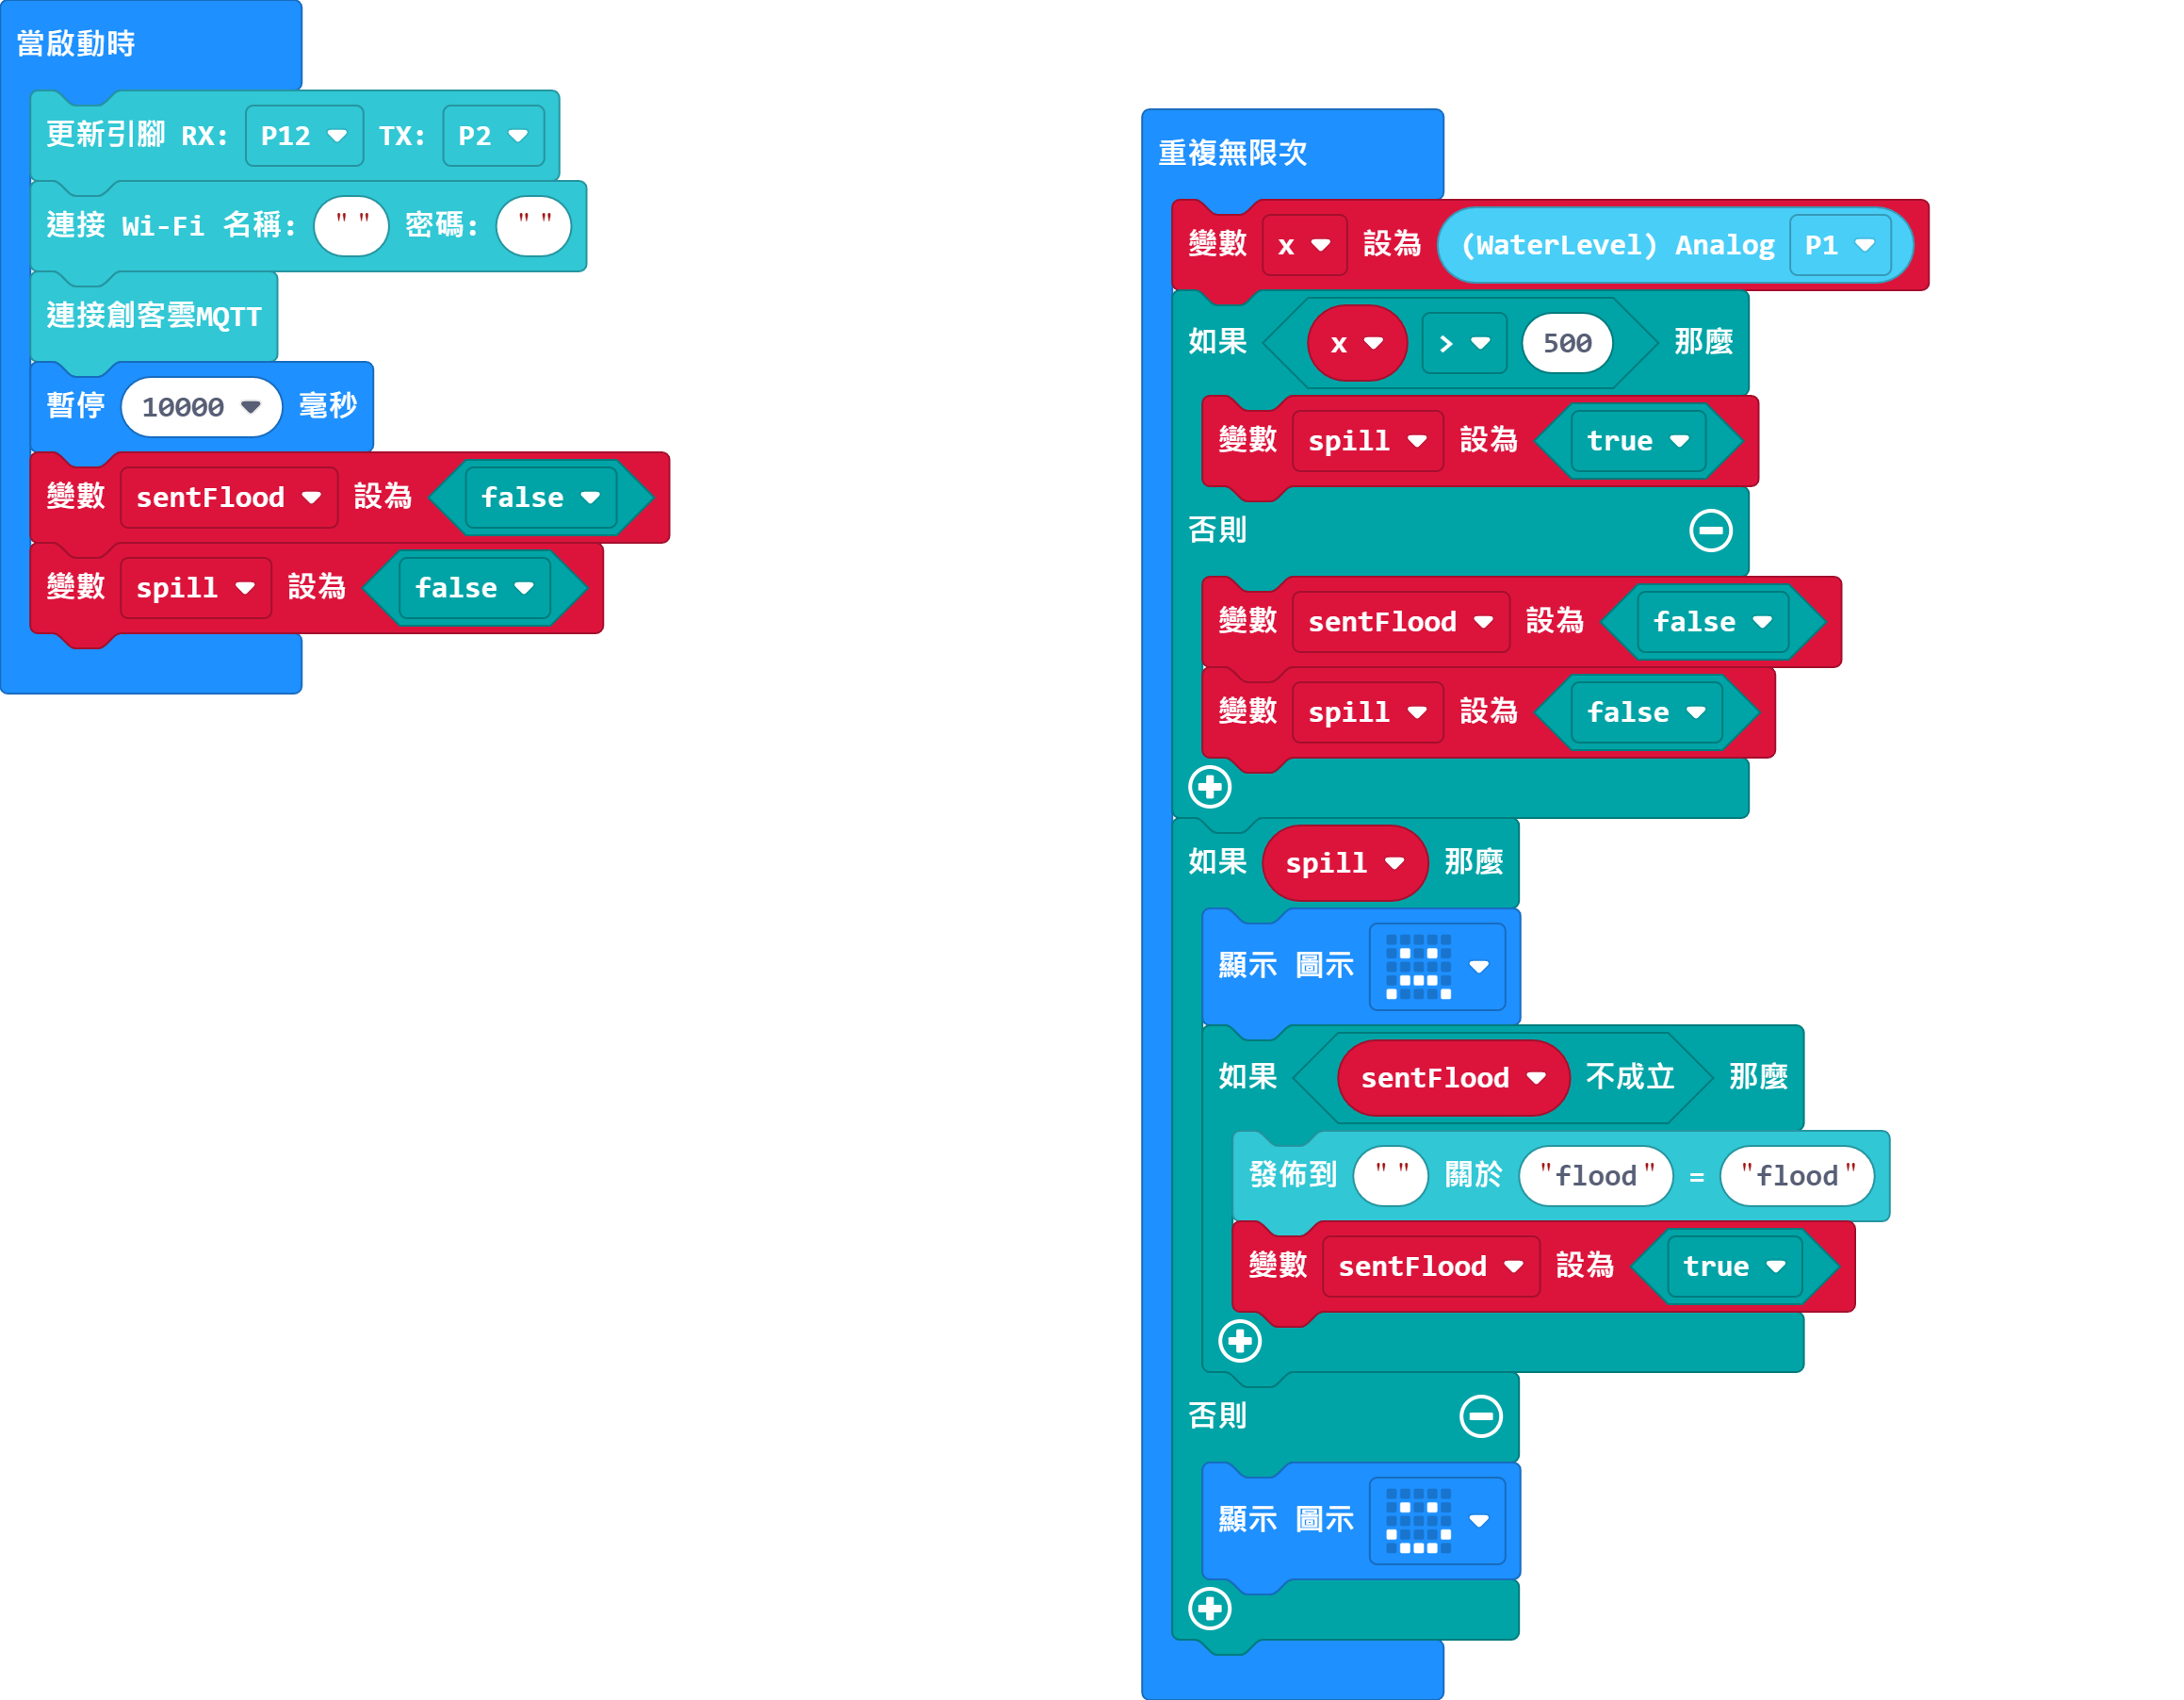 當啟動時
更新引腳 RX: P12 TX: P2
連接 Wi-Fi 名稱: "" 密碼: ""
連接創客雲MQTT
暫停 10000 毫秒
變數 sentFlood 設為 false
變數 spill 設為 false
重複無限次
變數 x 設為 (WaterLevel) Analog P1
如果 x > 500 那麼
變數 spill 設為 true
否則
變數 sentFlood 設為 false
變數 spill 設為 false
如果 spill 那麼
顯示 圖示
如果 sentFlood 不成立 那麼
發佈到 "" 關於 "flood" = "flood"
變數 sentFlood 設為 true
否則
顯示 圖示